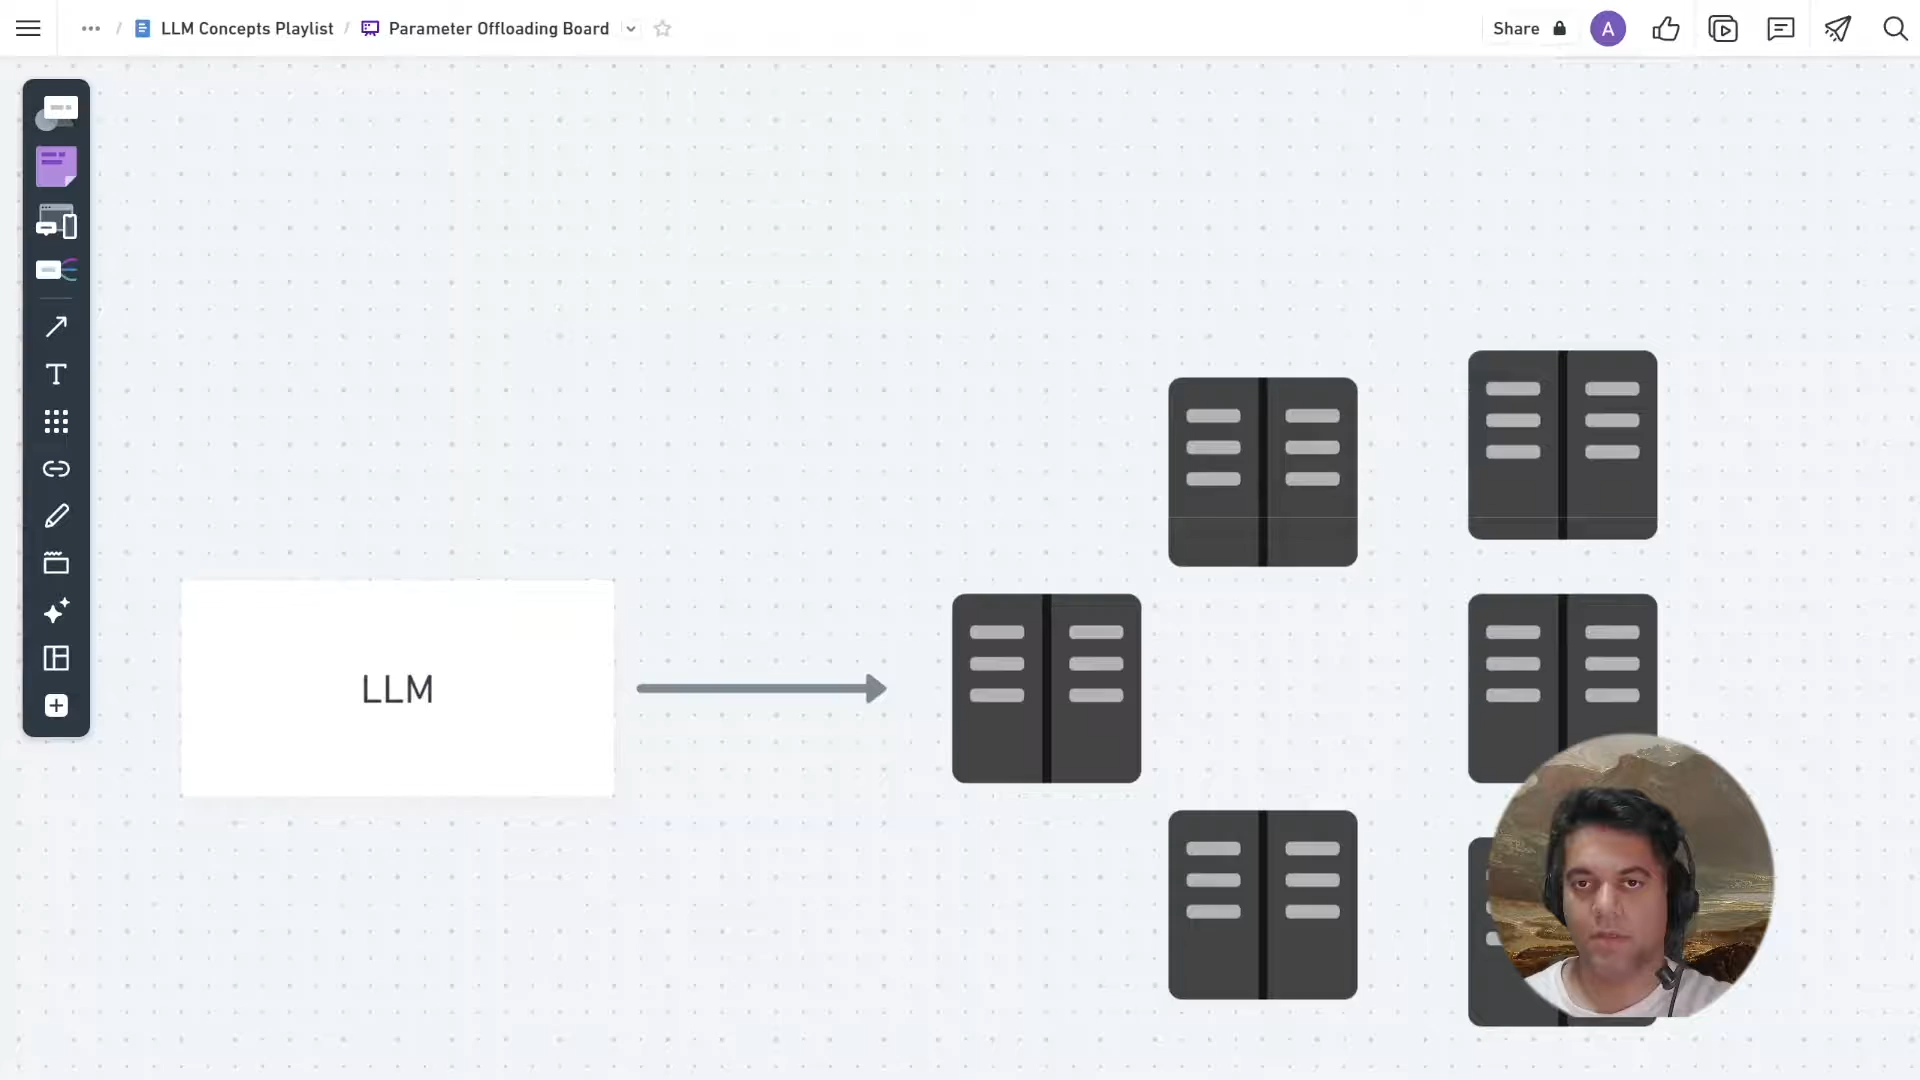 LLM Concepts Playlist / Parameter Offloading Board
Share
A
T
LLM